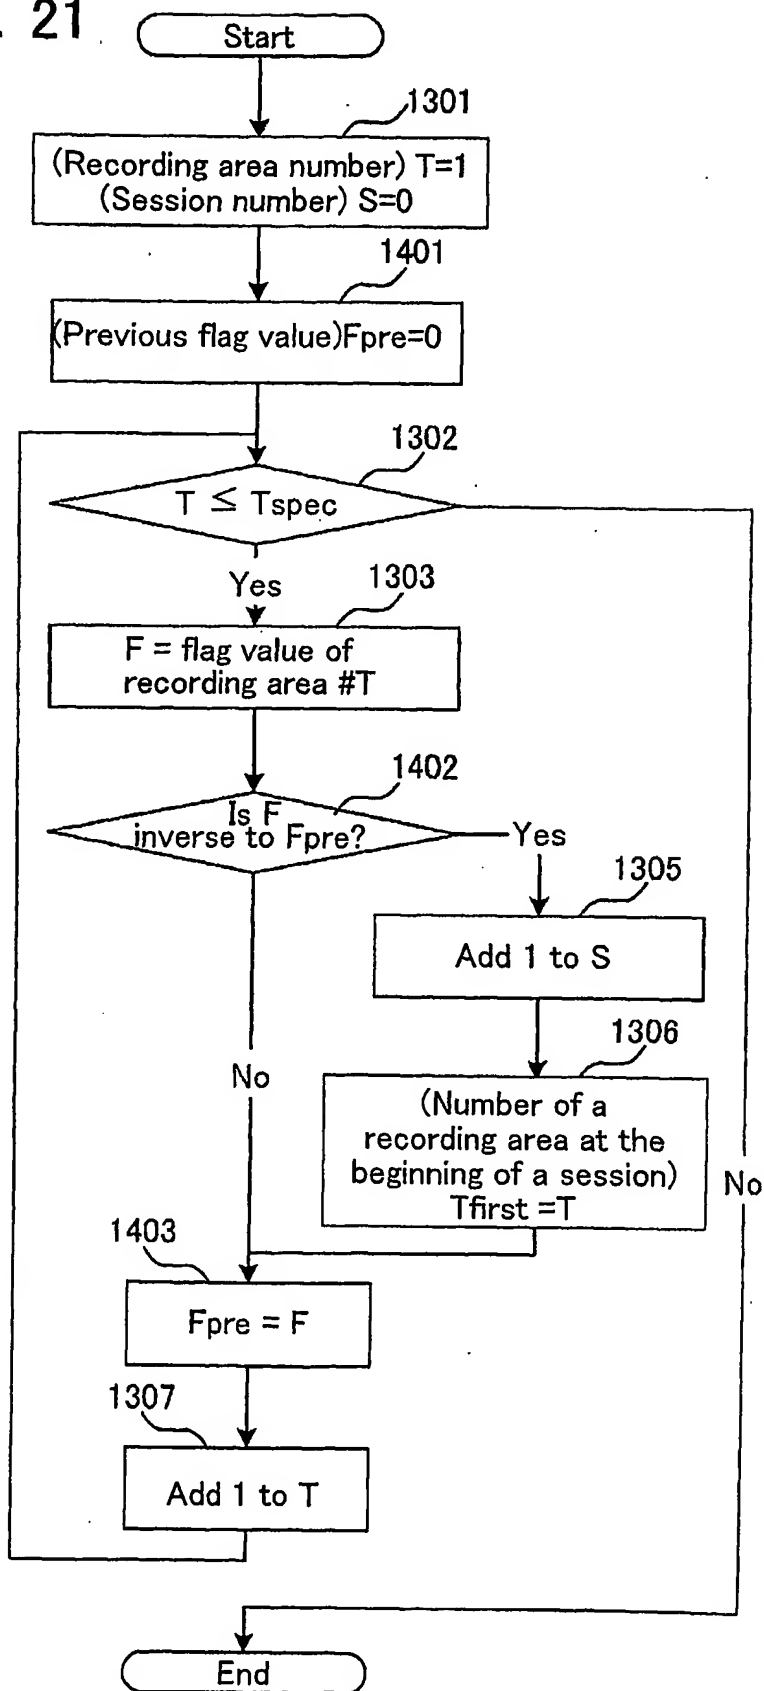 . 21
Start
1301
(Recording area number) T=1
(Session number) S=0
1401
(Previous flag value)Fpre=0
1302
T ≤ Tspec
Yes
1303
F = flag value of
recording area #T
1402
Is F
inverse to Fpre?
Yes
1305
Add 1 to S
1306
No
(Number of a
recording area at the
beginning of a session)
Tfirst =T
No
1403
Fpre = F
1307
Add 1 to T
End